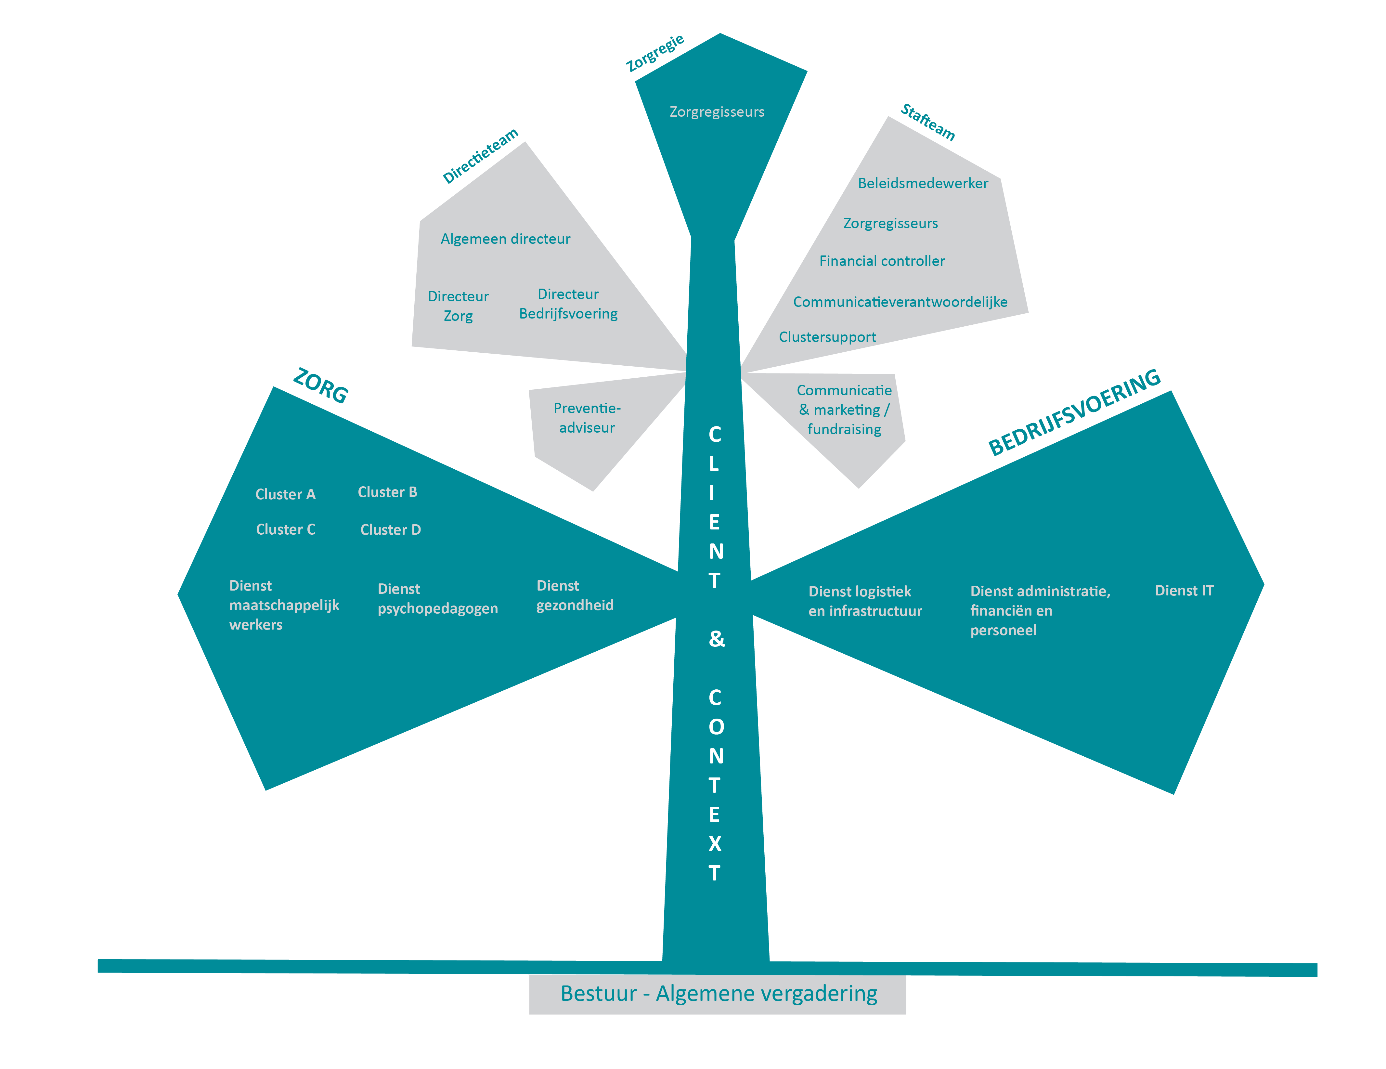 Zorgregie
Zorgregisseurs
Directieteam
Algemeen directeur
Directeur
Zorg
Directeur
Bedrijfsvoering
Stafteam
Beleidsmedewerker
Zorgregisseurs
Financial controller
Communicatieverantwoordelijke
Clustersupport
Preventie-
adviseur
Communicatie
& marketing /
fundraising
ZORG
Cluster A
Cluster B
Cluster C
Cluster D
Dienst
maatschappelijk
werkers
Dienst
psychopedagogen
Dienst
gezondheid
CLIENT & CONTEXT
BEDRIJFSVOERING
Dienst logistiek
en infrastructuur
Dienst administratie,
financiën en
personeel
Dienst IT
Bestuur - Algemene vergadering